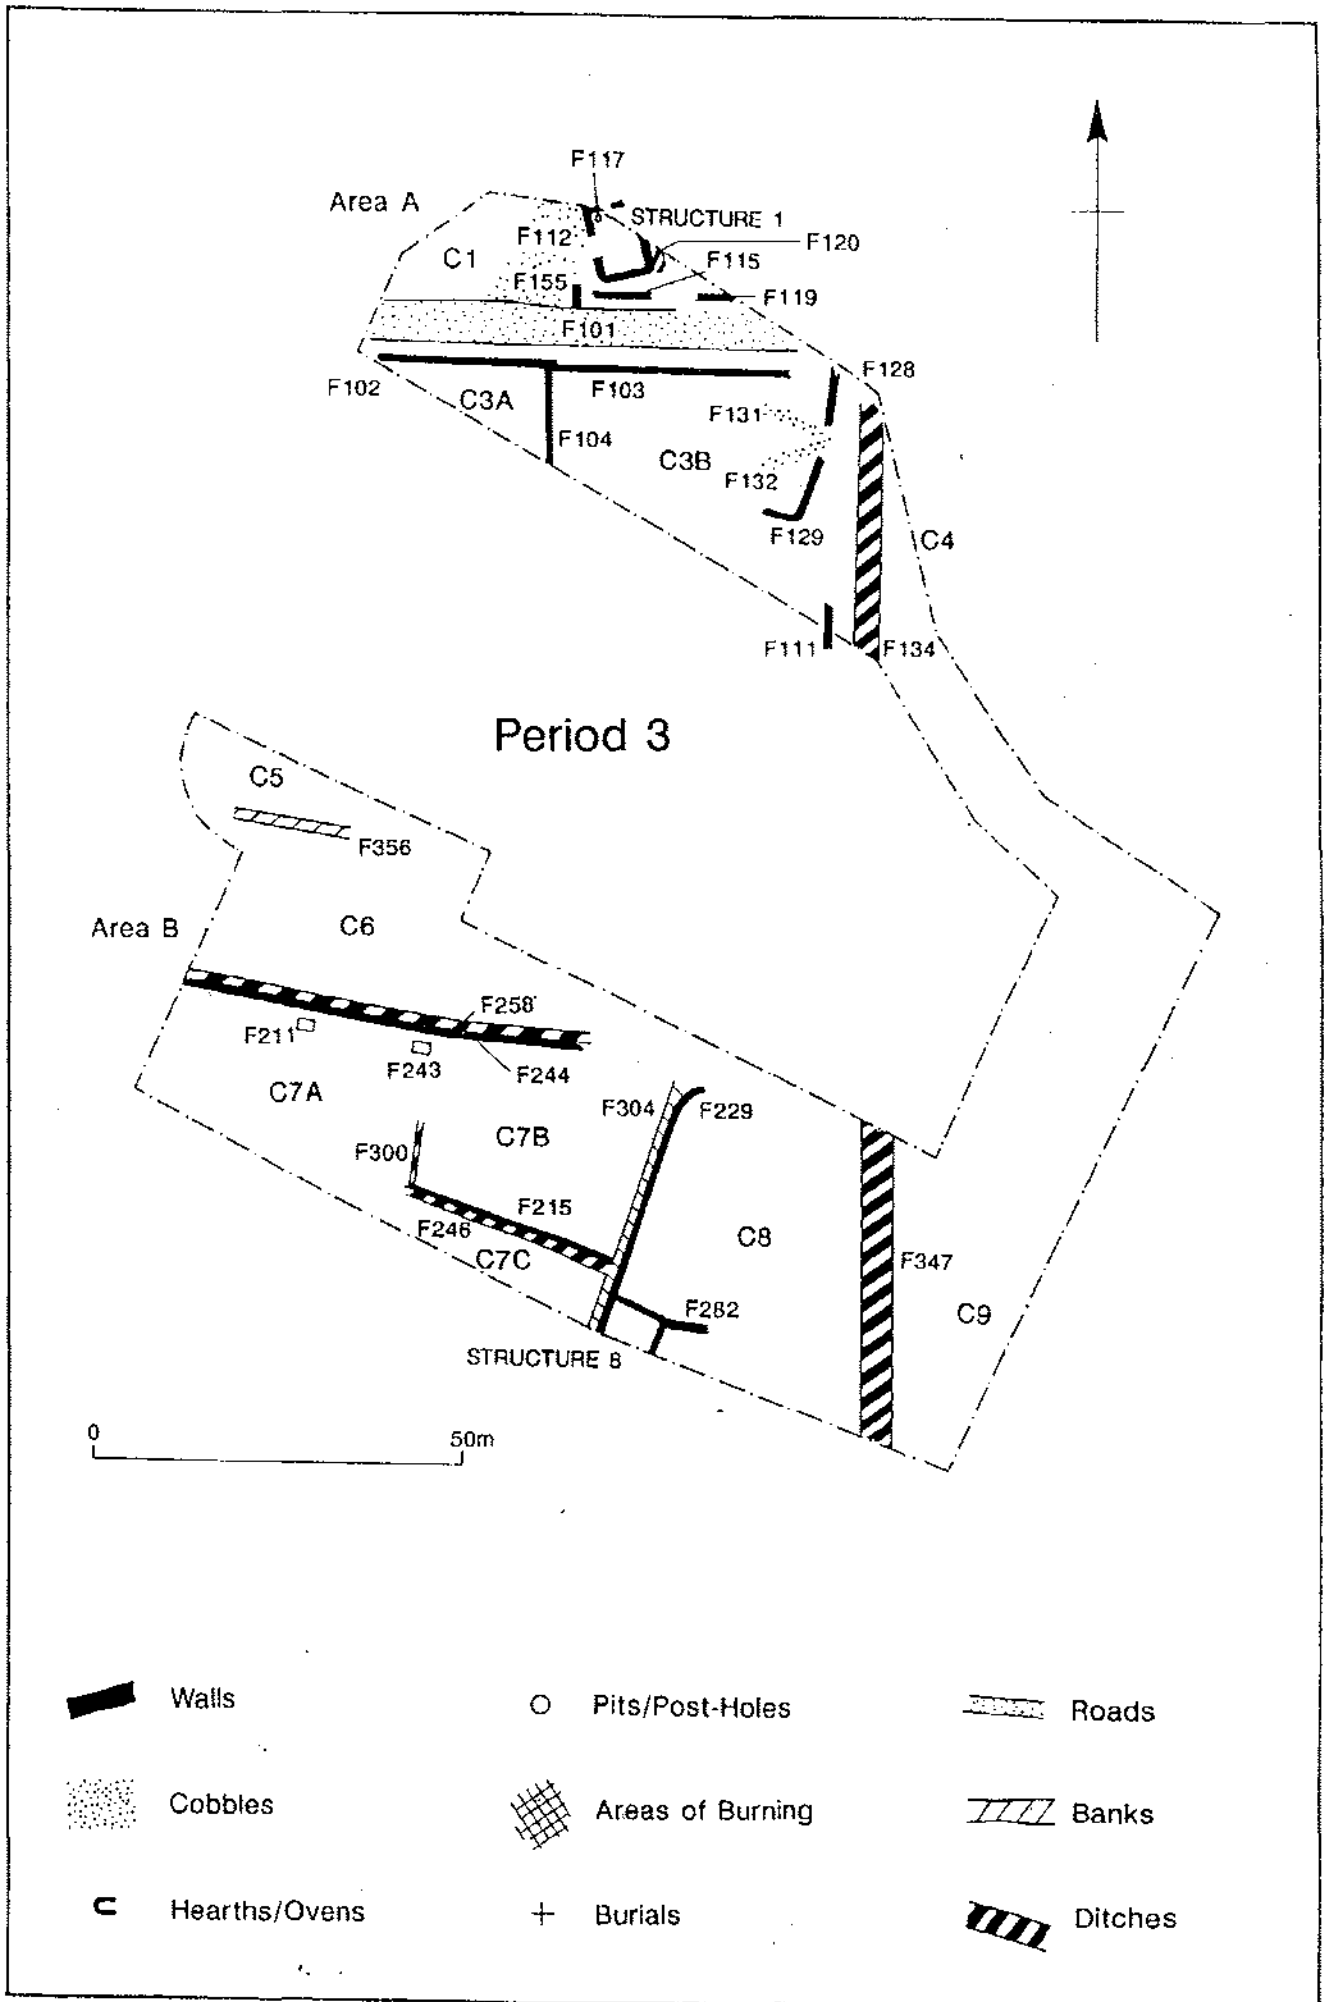 F117
Area A
STRUCTURE 1
F112
F120
C1
F115
F155
F119
F101
F128
F102
C3A
F103
F131
F104
C3B
F132
F129
C4
F111
F134
Period 3
C5
F356
Area B
C6
F258
F211
F243
F244
C7A
F304
F229
C7B
F300
F215
F246
C8
C7C
F347
F282
C9
STRUCTURE 8
0
50m
Walls
Pits/Post-Holes
Roads
Cobbles
Areas of Burning
Banks
Hearths/Ovens
Burials
Ditches